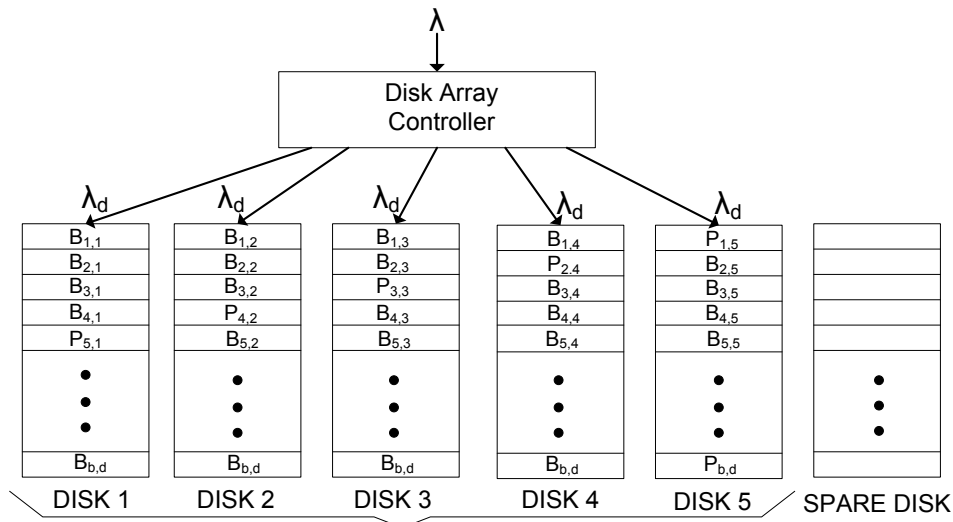 λ
Disk Array
Controller
λd λd λd λd λd
B1,1 B1,2 B1,3 B1,4 P1,5
B2,1 B2,2 B2,3 P2.4 B2,5
B3,1 B3,2 P3,3 B3,4 B3,5
B4,1 P4,2 B4,3 B4,4 B4,5
P5,1 B5,2 B5,3 B5,4 B5,5
Bb,d Bb,d Bb,d Bb,d Pb,d
DISK 1 DISK 2 DISK 3 DISK 4 DISK 5 SPARE DISK